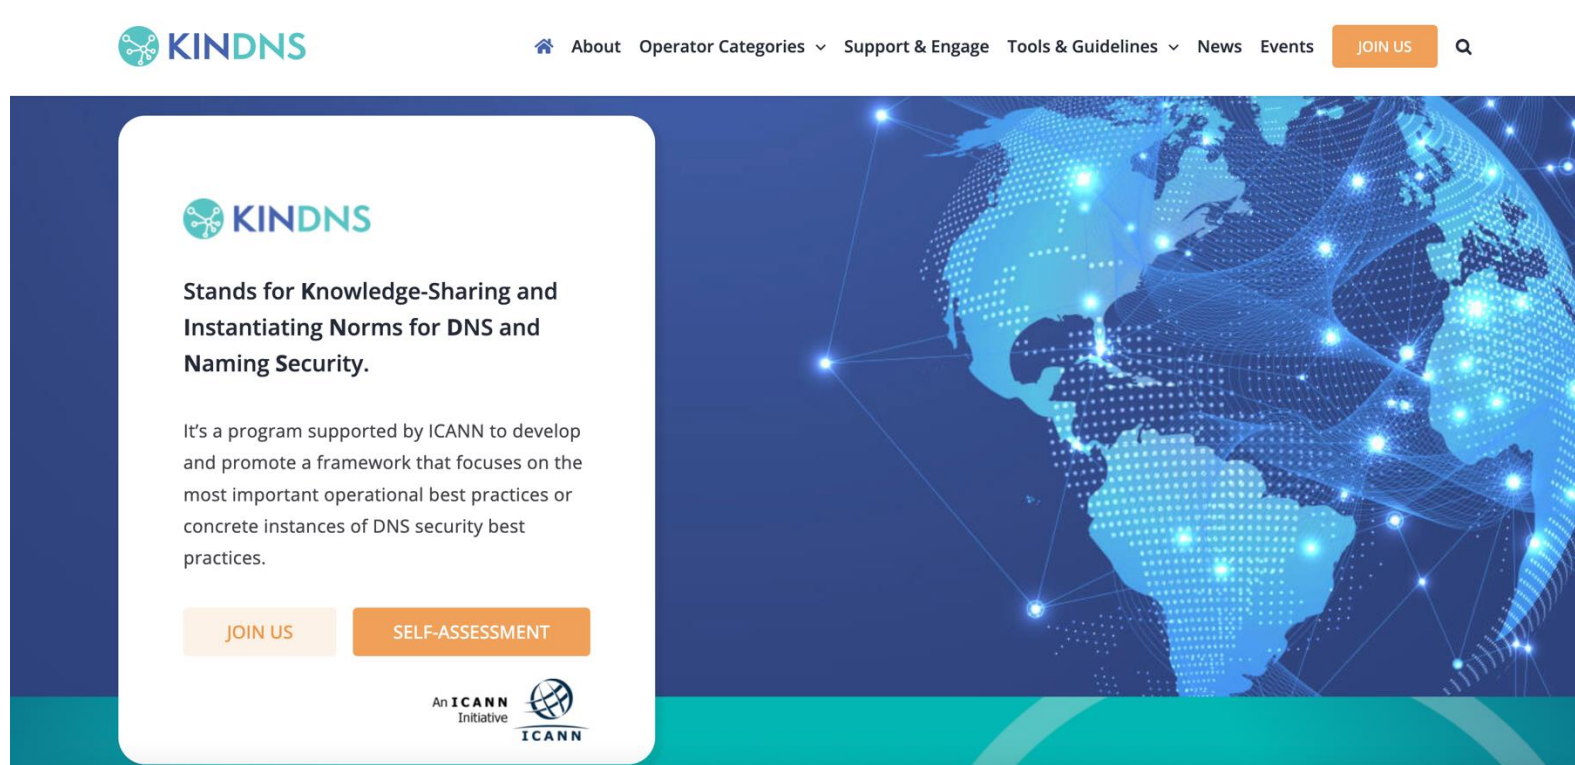 KINDNS
About Operator Categories Support & Engage Tools & Guidelines News Events JOIN US
KINDNS
Stands for Knowledge-Sharing and
Instantiating Norms for DNS and
Naming Security.
It's a program supported by ICANN to develop
and promote a framework that focuses on the
most important operational best practices or
concrete instances of DNS security best
practices.
JOIN US SELF-ASSESSMENT
An ICANN
Initiative
ICANN